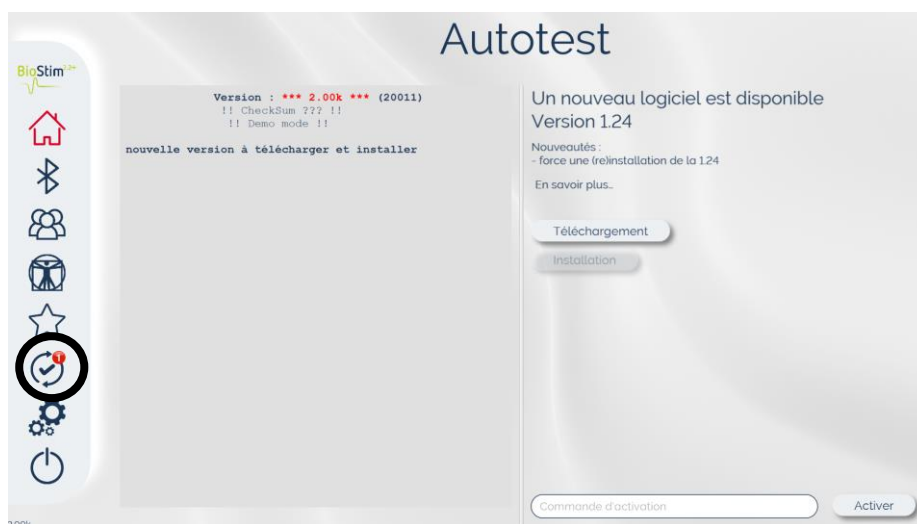 Autotest
BioStim
Version : *** 2.00k *** (20011)
!! CheckSum ??? !!
!! Demo mode !!
nouvelle version à télécharger et installer
Un nouveau logiciel est disponible
Version 1.24
Nouveautés :
- force une (re)installation de la 1.24
En savoir plus..
Téléchargement
Installation
1
Commande d'activation
Activer